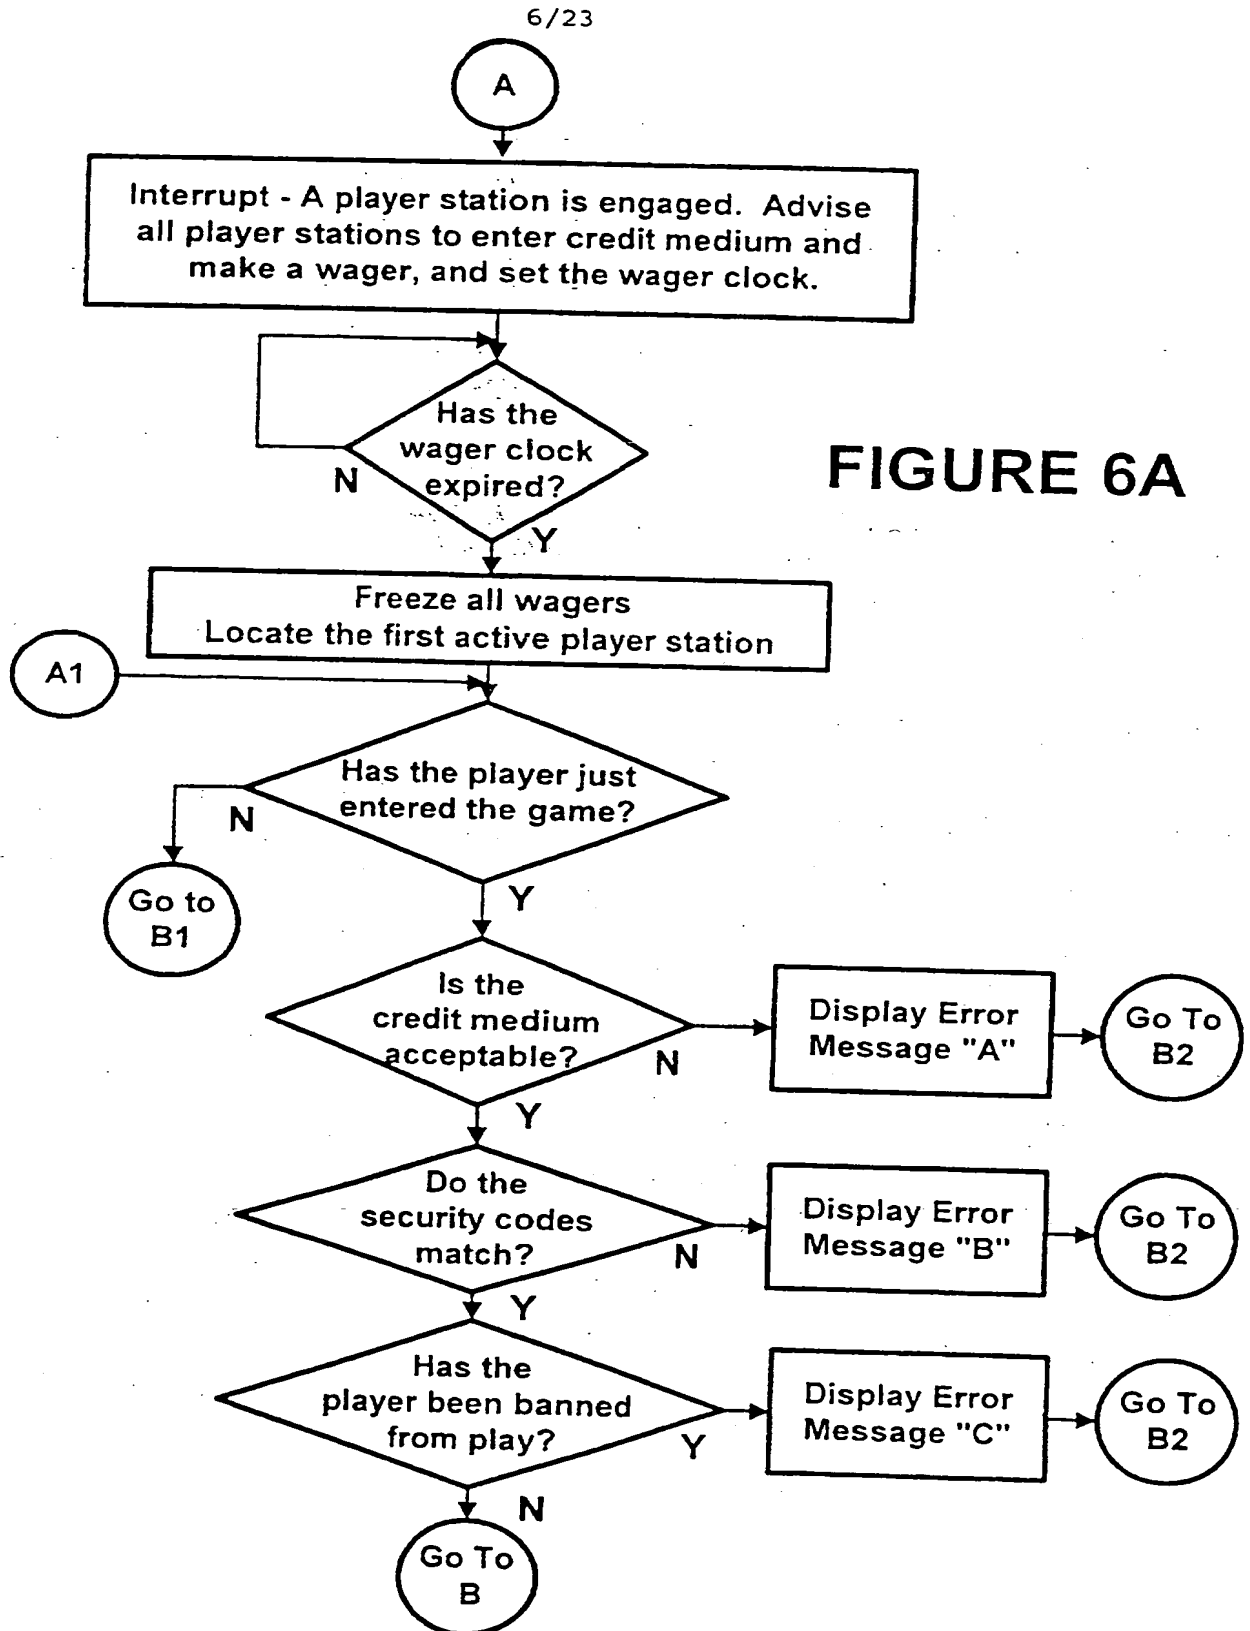 6/23
A
Interrupt - A player station is engaged. Advise
all player stations to enter credit medium and
make a wager, and set the wager clock.
Has the
wager clock
expired?
N
Y
FIGURE 6A
Freeze all wagers
Locate the first active player station
A1
Has the player just
entered the game?
N
Y
Go to
B1
Is the
credit medium
acceptable?
N
Y
Display Error
Message "A"
Go To
B2
Do the
security codes
match?
N
Y
Display Error
Message "B"
Go To
B2
Has the
player been banned
from play?
Y
N
Display Error
Message "C"
Go To
B2
Go To
B